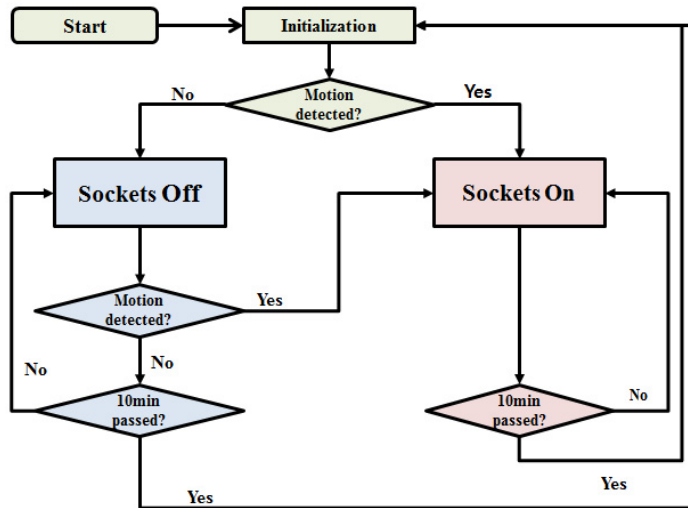 Start
Initialization
Motion
detected?
No
Yes
Sockets Off
Sockets On
Motion
detected?
Yes
No
No
10min
passed?
10min
passed?
No
Yes
Yes